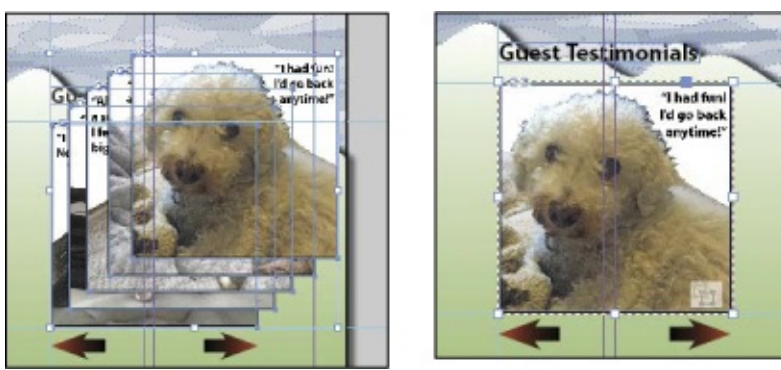 "I had fun!
I'd go back
anytime!"
Guest Testimonials
"I had fun!
I'd go back
anytime!"